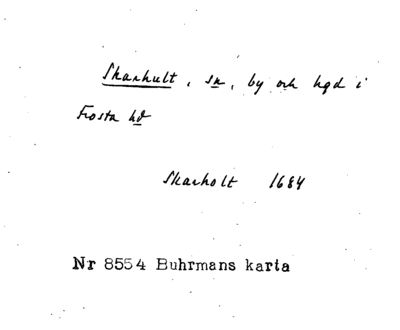 Skarhult, sn, by och hgd i
Frosta hd
Skarholt 1684
Nr 8554 Buhrmans karta